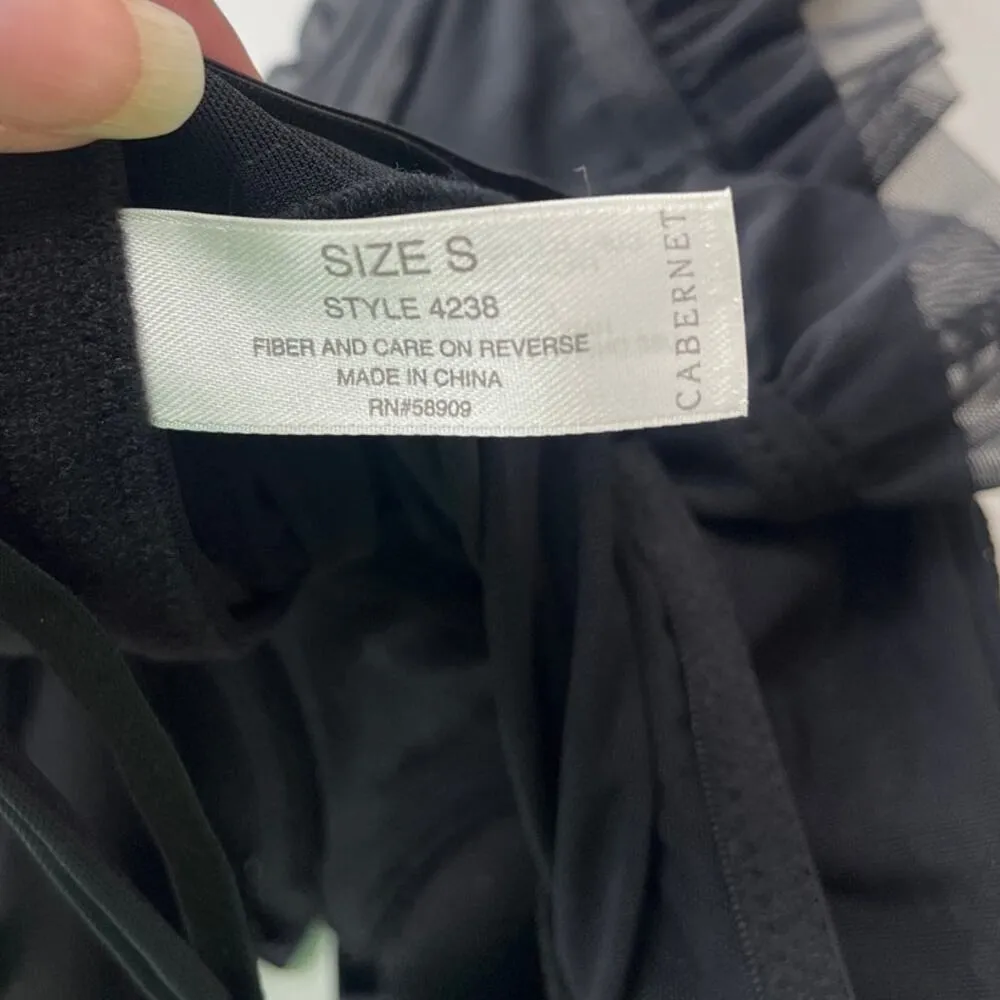 SIZE S
STYLE 4238
FIBER AND CARE ON REVERSE
MADE IN CHINA
RN#58909
CABERNET